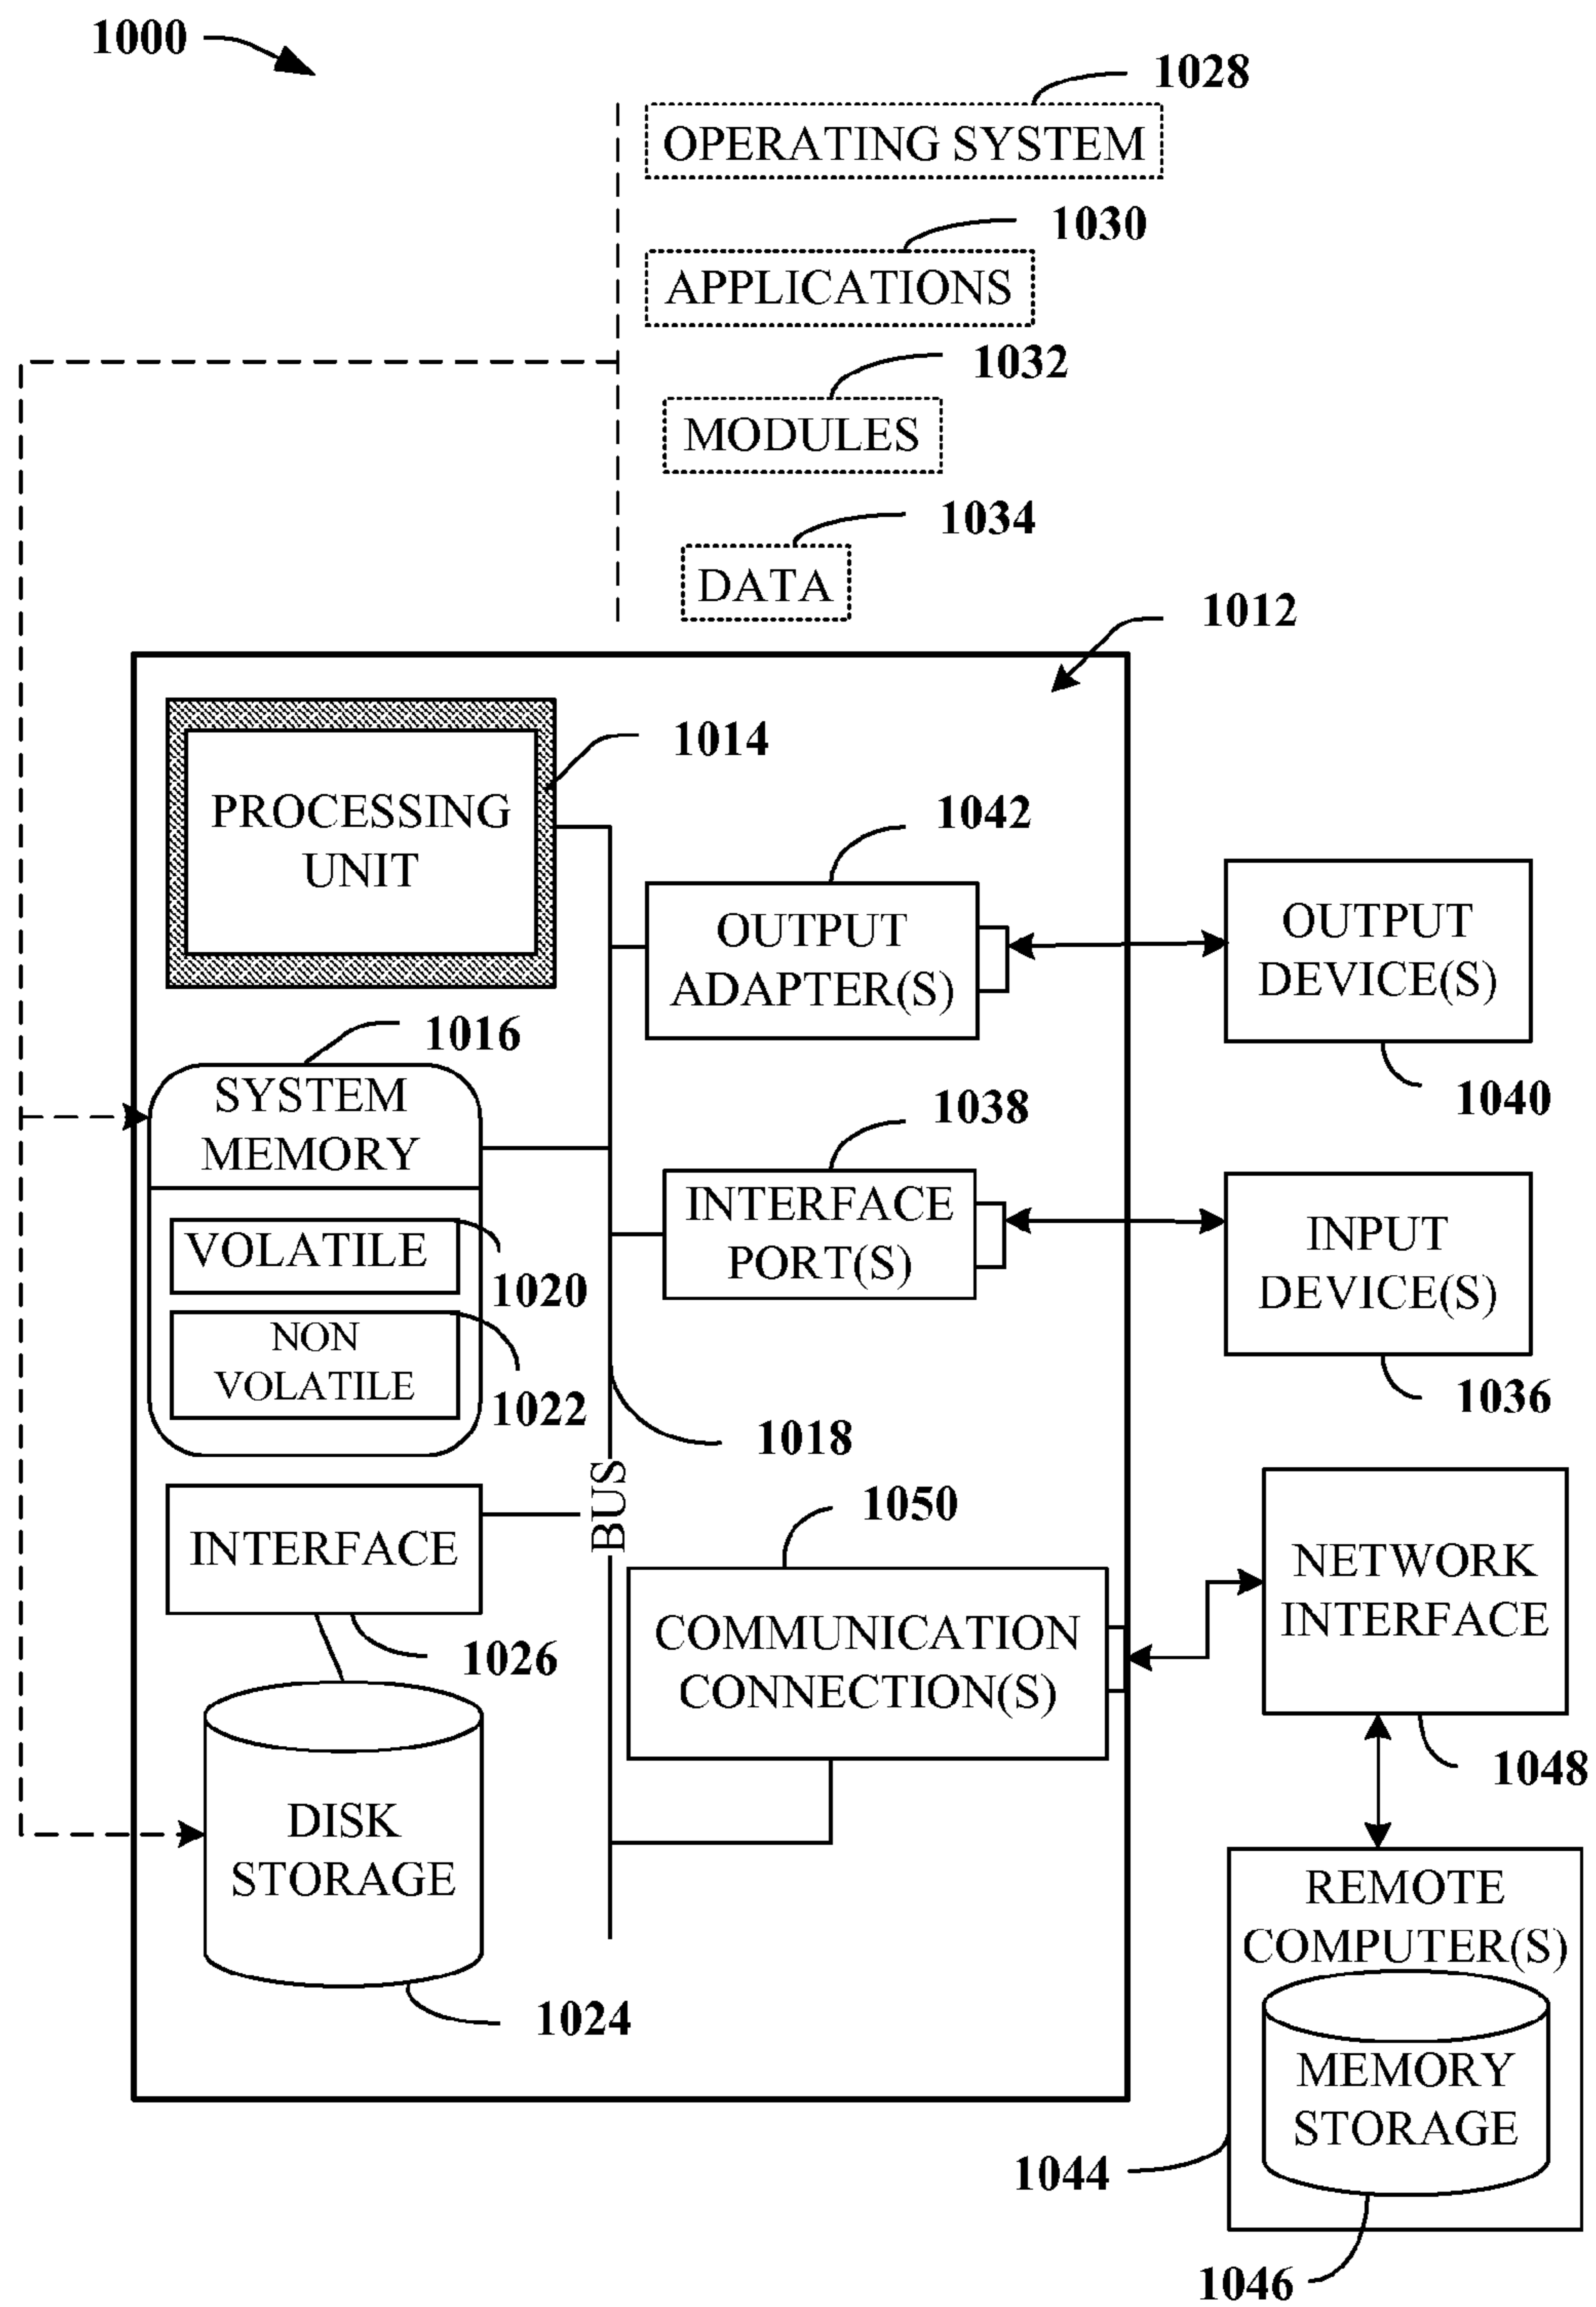 1000
1028
OPERATING SYSTEM
1030
APPLICATIONS
1032
MODULES
1034
DATA
1012
1014
PROCESSING
UNIT
1042
OUTPUT
ADAPTER(S)
OUTPUT
DEVICE(S)
1040
1016
SYSTEM
MEMORY
VOLATILE
1020
NON
VOLATILE
1022
1038
INTERFACE
PORT(S)
INPUT
DEVICE(S)
1036
1018
BUS
INTERFACE
1026
1050
COMMUNICATION
CONNECTION(S)
NETWORK
INTERFACE
1048
DISK
STORAGE
1024
REMOTE
COMPUTER(S)
MEMORY
STORAGE
1044
1046